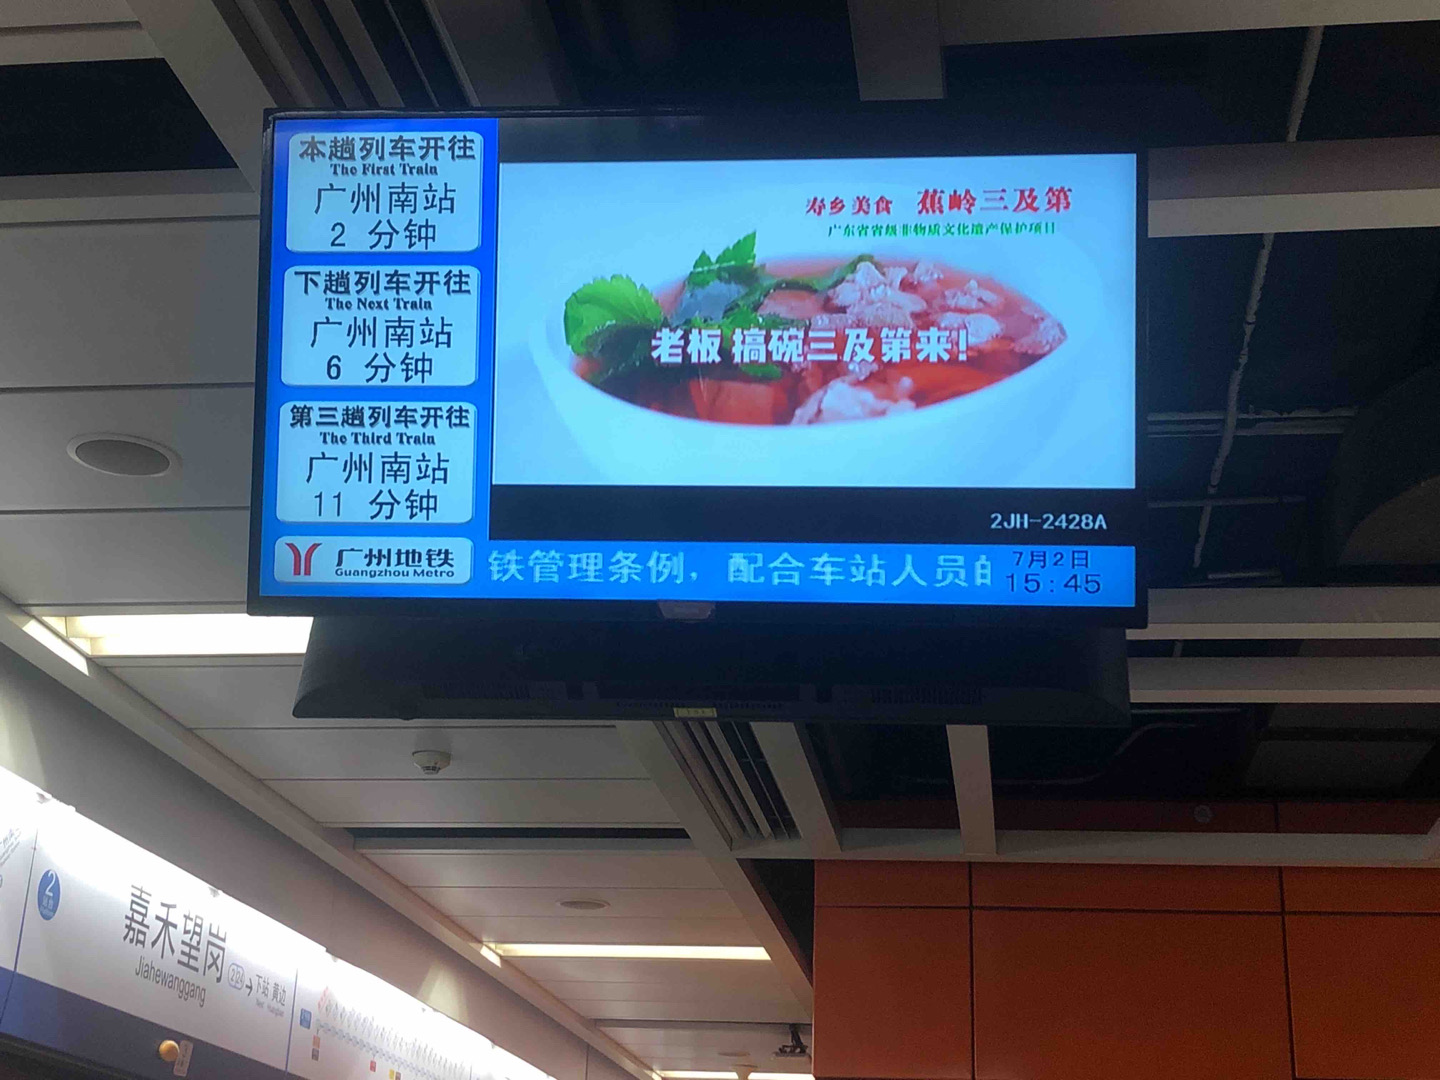 本趟列车开往
The First Train
广州南站
2 分钟
下趟列车开往
The Next Train
广州南站
6 分钟
第三趟列车开往
The Third Train
广州南站
11 分钟
广州地铁
Guangzhou Metro
寿乡美食 蕉岭三及第
广东省省级非物质文化遗产保护项目
老板 搞碗三及第来!
2JH-2428A
铁管理条例，配合车站人员
7月2日
15:45
2
嘉禾望岗
Jiahewanggang
下站 黄边